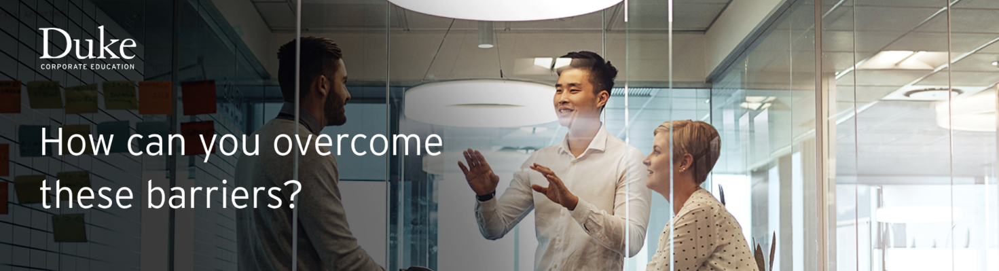 Duke
CORPORATE EDUCATION
How can you overcome
these barriers?